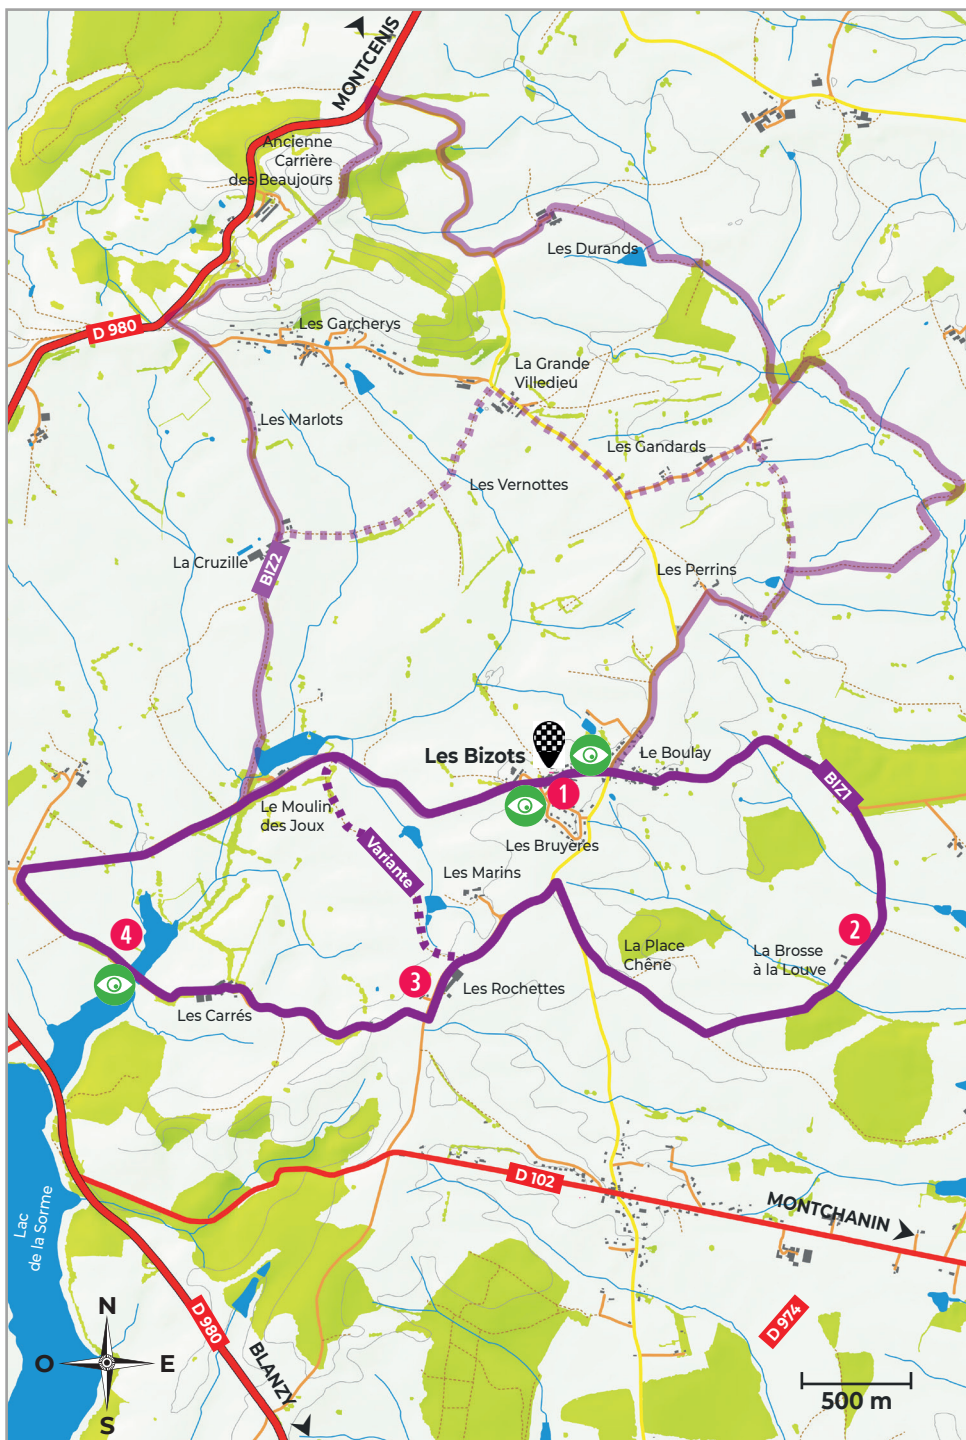 MONTCENIS
Ancienne
Carrière
des Beaujours
Les Durands
D 980
Les Garcherys
La Grande
Villedieu
Les Marlots
Les Gandards
Les Vernottes
La Cruzille
BIZ2
Les Perrins
Les Bizots
Le Boulay
1
BIZ1
Le Moulin
des Joux
Les Bruyères
Variante
Les Marins
2
4
La Place
Chêne
La Brosse
à la Louve
3
Les Rochettes
Les Carrés
D 102
MONTCHANIN
Lac
de la Sorme
N
O
E
S
D 980
BLANZY
D 974
500 m